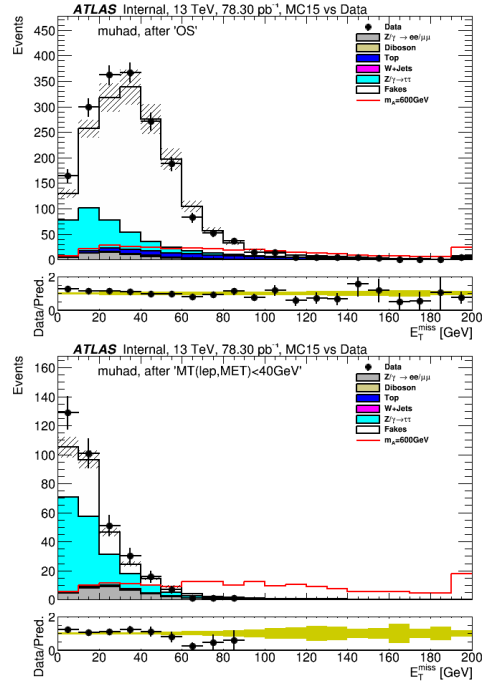 ATLAS Internal, 13 TeV, 78.30 pb⁻¹, MC15 vs Data
Events
muhad, after 'OS'
Data
Z/γ → ee/μμ
Diboson
Top
W+Jets
Z/γ→ττ
Fakes
m_A=600GeV
450
400
350
300
250
200
150
100
50
0
Data/Pred.
2
1
0
0 20 40 60 80 100 120 140 160 180 200
E_T^miss [GeV]
ATLAS Internal, 13 TeV, 78.30 pb⁻¹, MC15 vs Data
Events
muhad, after 'MT(lep,MET)<40GeV'
Data
Z/γ → ee/μμ
Diboson
Top
W+Jets
Z/γ→ττ
Fakes
m_A=600GeV
160
140
120
100
80
60
40
20
0
Data/Pred.
2
1
0
0 20 40 60 80 100 120 140 160 180 200
E_T^miss [GeV]